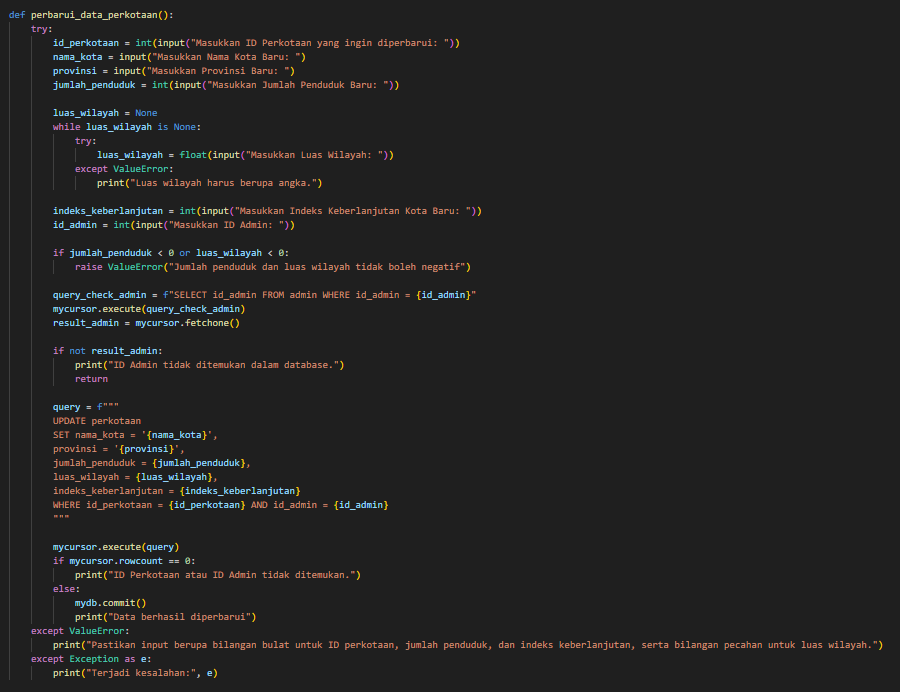 def perbarui_data_perkotaan():
    try:
        id_perkotaan = int(input("Masukkan ID Perkotaan yang ingin diperbarui: "))
        nama_kota = input("Masukkan Nama Kota Baru: ")
        provinsi = input("Masukkan Provinsi Baru: ")
        jumlah_penduduk = int(input("Masukkan Jumlah Penduduk Baru: "))

        luas_wilayah = None
        while luas_wilayah is None:
            try:
                luas_wilayah = float(input("Masukkan Luas Wilayah: "))
            except ValueError:
                print("Luas wilayah harus berupa angka.")

        indeks_keberlanjutan = int(input("Masukkan Indeks Keberlanjutan Kota Baru: "))
        id_admin = int(input("Masukkan ID Admin: "))

        if jumlah_penduduk < 0 or luas_wilayah < 0:
            raise ValueError("Jumlah penduduk dan luas wilayah tidak boleh negatif")

        query_check_admin = f"SELECT id_admin FROM admin WHERE id_admin = {id_admin}"
        mycursor.execute(query_check_admin)
        result_admin = mycursor.fetchone()

        if not result_admin:
            print("ID Admin tidak ditemukan dalam database.")
            return

        query = f"""
        UPDATE perkotaan
        SET nama_kota = '{nama_kota}',
        provinsi = '{provinsi}',
        jumlah_penduduk = {jumlah_penduduk},
        luas_wilayah = {luas_wilayah},
        indeks_keberlanjutan = {indeks_keberlanjutan}
        WHERE id_perkotaan = {id_perkotaan} AND id_admin = {id_admin}
        """

        mycursor.execute(query)
        if mycursor.rowcount == 0:
            print("ID Perkotaan atau ID Admin tidak ditemukan.")
        else:
            mydb.commit()
            print("Data berhasil diperbarui")
    except ValueError:
        print("Pastikan input berupa bilangan bulat untuk ID perkotaan, jumlah penduduk, dan indeks keberlanjutan, serta bilangan pecahan untuk luas wilayah.")
    except Exception as e:
        print("Terjadi kesalahan:", e)